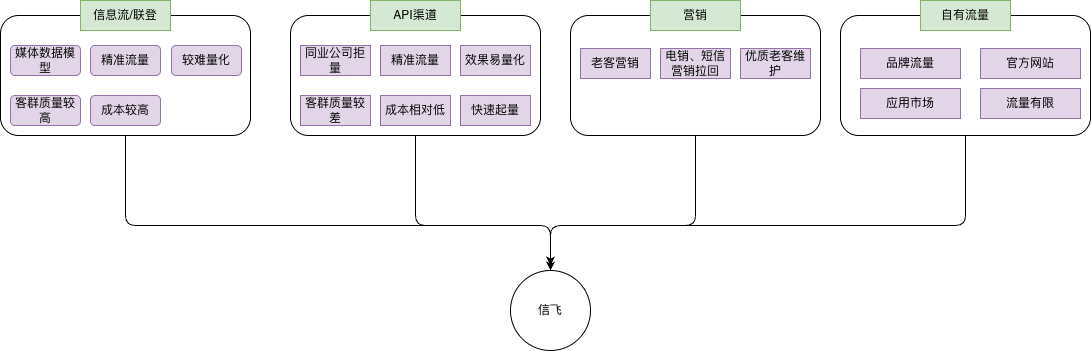 信息流/联登
API渠道
营销
自有流量
媒体数据模
型
精准流量
较难量化
客群质量较
高
成本较高
同业公司拒
量
精准流量
效果易量化
客群质量较
差
成本相对低
快速起量
老客营销
电销、短信
营销拉回
优质老客维
护
品牌流量
官方网站
应用市场
流量有限
信飞